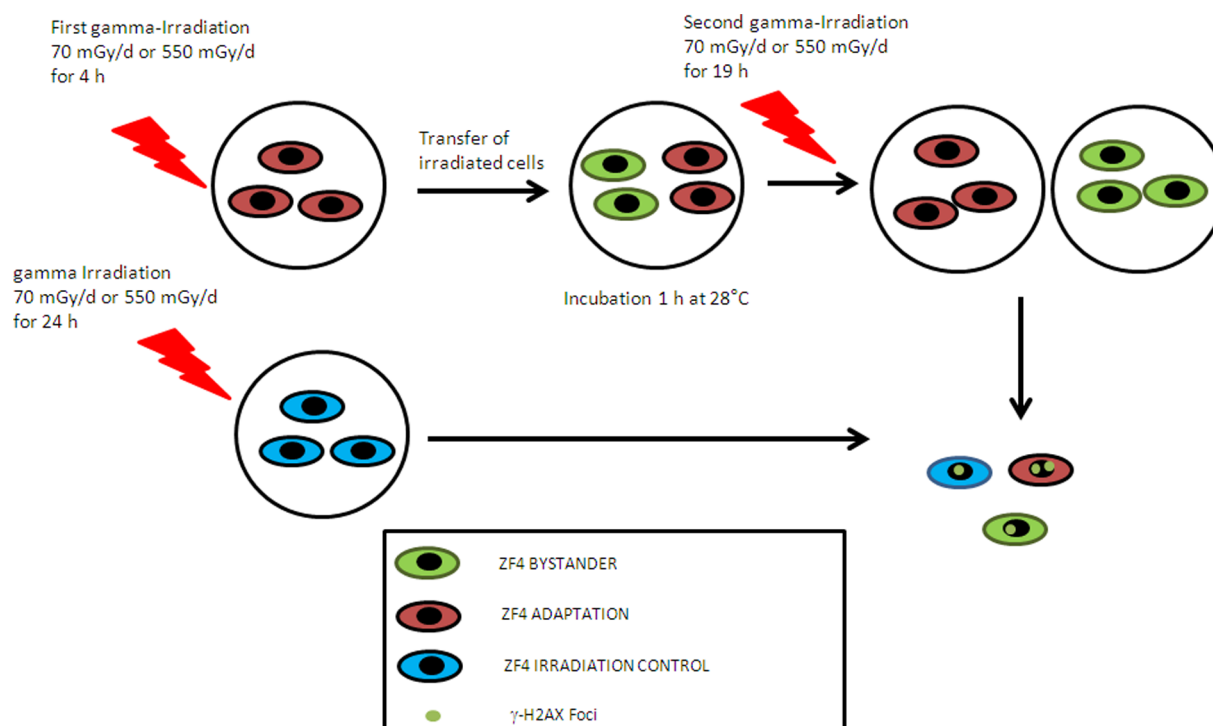 First gamma-Irradiation
70 mGy/d or 550 mGy/d
for 4 h
Second gamma-Irradiation
70 mGy/d or 550 mGy/d
for 19 h
Transfer of
irradiated cells
Incubation 1 h at 28°C
gamma Irradiation
70 mGy/d or 550 mGy/d
for 24 h
ZF4 BYSTANDER
ZF4 ADAPTATION
ZF4 IRRADIATION CONTROL
γ-H2AX Foci